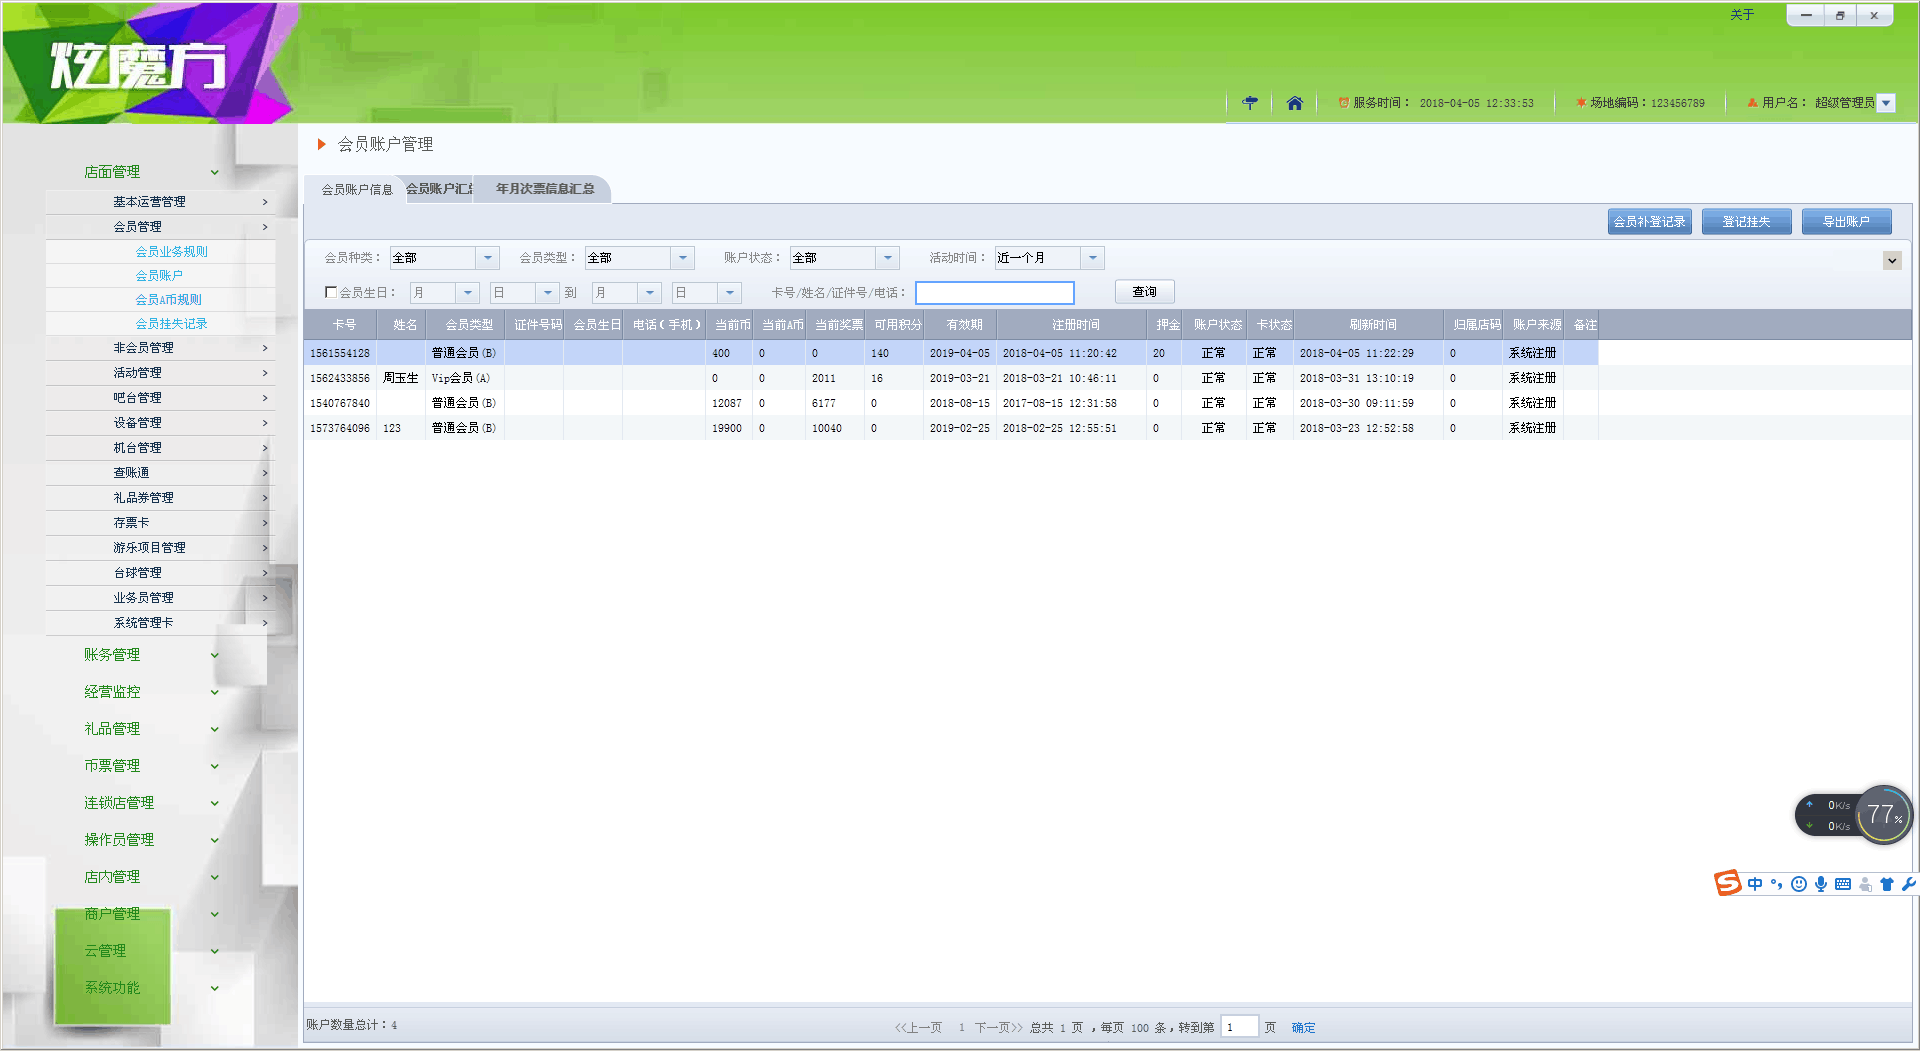 炫魔方
关于
服务时间： 2018-04-05 12:33:53 场地编码：123456789 用户名： 超级管理员
会员账户管理
会员账户信息 会员账户汇总 年月次票信息汇总
会员补登记录 登记挂失 导出账户
会员种类： 全部 会员类型： 全部 账户状态： 全部 活动时间： 近一个月
会员生日： 月 日 到 月 日 卡号/姓名/证件号/电话： 查询
卡号 姓名 会员类型 证件号码 会员生日 电话(手机) 当前币 当前A币 当前奖票 可用积分 有效期 注册时间 押金 账户状态 卡状态 刷新时间 归属店码 账户来源 备注
1561554128 普通会员(B) 400 0 0 140 2019-04-05 2018-04-05 11:20:42 20 正常 正常 2018-04-05 11:22:29 0 系统注册
1562433856 周玉生 Vip会员(A) 0 0 2011 16 2019-03-21 2018-03-21 10:46:11 0 正常 正常 2018-03-31 13:10:19 0 系统注册
1540767840 普通会员(B) 12087 0 6177 0 2018-08-15 2017-08-15 12:31:58 0 正常 正常 2018-03-30 09:11:59 0 系统注册
1573764096 123 普通会员(B) 19900 0 10040 0 2019-02-25 2018-02-25 12:55:51 0 正常 正常 2018-03-23 12:52:58 0 系统注册
店面管理
基本运营管理
会员管理
会员业务规则
会员账户
会员A币规则
会员挂失记录
非会员管理
活动管理
吧台管理
设备管理
机台管理
查账通
礼品券管理
存票卡
游乐项目管理
台球管理
业务员管理
系统管理卡
账务管理
经营监控
礼品管理
币票管理
连锁店管理
操作员管理
店内管理
商户管理
云管理
系统功能
0K/s
0K/s
77%
S 中
账户数量总计：4
<<上一页 1 下一页>> 总共 1 页 ，每页 100 条，转到第 1 页 确定